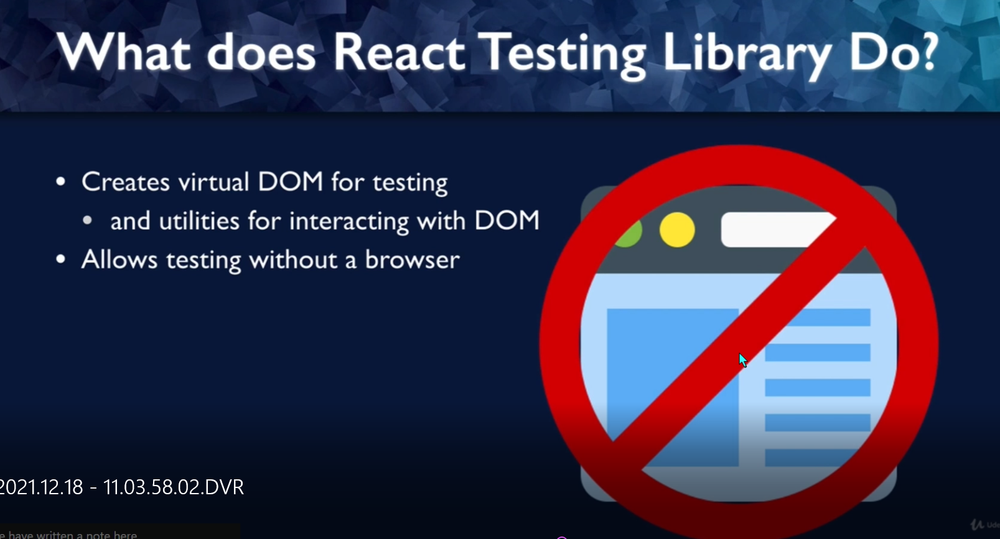 What does React Testing Library Do?
• Creates virtual DOM for testing
• and utilities for interacting with DOM
• Allows testing without a browser
2021.12.18 - 11.03.58.02.DVR
e have written a note here